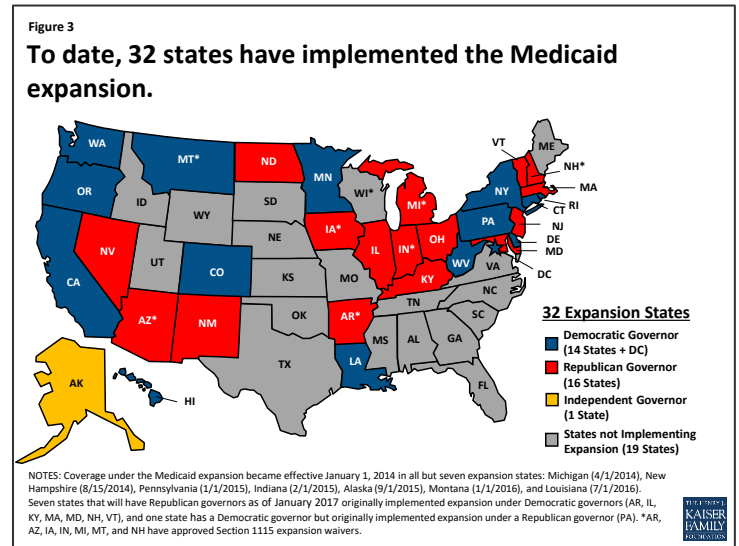 Figure 3
To date, 32 states have implemented the Medicaid
expansion.
WA
MT*
ND
MN
VT
ME
NH*
OR
ID
SD
WI*
MI*
NY
MA
WY
RI
CT
IA*
PA
NJ
NE
NV
IL
IN*
OH
DE
MD
UT
CO
WV
VA
CA
KS
MO
KY
DC
NC
TN
AZ*
NM
OK
AR*
SC
MS
AL
GA
TX
LA
FL
AK
HI
32 Expansion States
Democratic Governor
(14 States + DC)
Republican Governor
(16 States)
Independent Governor
(1 State)
States not Implementing
Expansion (19 States)
NOTES: Coverage under the Medicaid expansion became effective January 1, 2014 in all but seven expansion states: Michigan (4/1/2014), New
Hampshire (8/15/2014), Pennsylvania (1/1/2015), Indiana (2/1/2015), Alaska (9/1/2015), Montana (1/1/2016), and Louisiana (7/1/2016).
Seven states that will have Republican governors as of January 2017 originally implemented expansion under Democratic governors (AR, IL,
KY, MA, MD, NH, VT), and one state has a Democratic governor but originally implemented expansion under a Republican governor (PA). *AR,
AZ, IA, IN, MI, MT, and NH have approved Section 1115 expansion waivers.
THE HENRY J.
KAISER
FAMILY
FOUNDATION